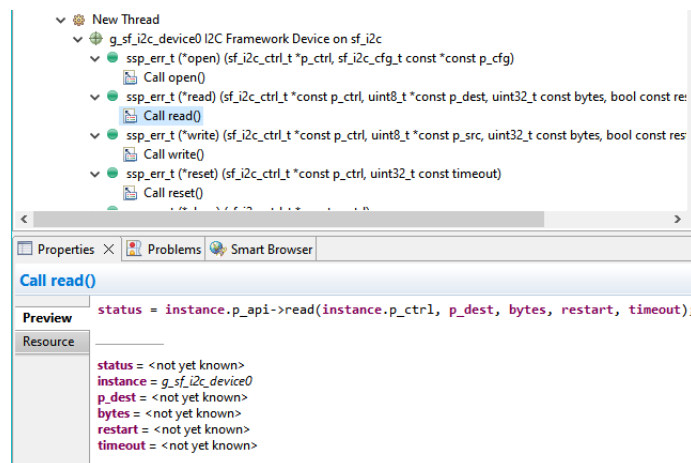 New Thread
g_sf_i2c_device0 I2C Framework Device on sf_i2c
ssp_err_t (*open) (sf_i2c_ctrl_t *p_ctrl, sf_i2c_cfg_t const *const p_cfg)
Call open()
ssp_err_t (*read) (sf_i2c_ctrl_t *const p_ctrl, uint8_t *const p_dest, uint32_t const bytes, bool const res
Call read()
ssp_err_t (*write) (sf_i2c_ctrl_t *const p_ctrl, uint8_t *const p_src, uint32_t const bytes, bool const res
Call write()
ssp_err_t (*reset) (sf_i2c_ctrl_t *const p_ctrl, uint32_t const timeout)
Call reset()
Properties Problems Smart Browser
Call read()
Preview
status = instance.p_api->read(instance.p_ctrl, p_dest, bytes, restart, timeout);
Resource
status = <not yet known>
instance = g_sf_i2c_device0
p_dest = <not yet known>
bytes = <not yet known>
restart = <not yet known>
timeout = <not yet known>